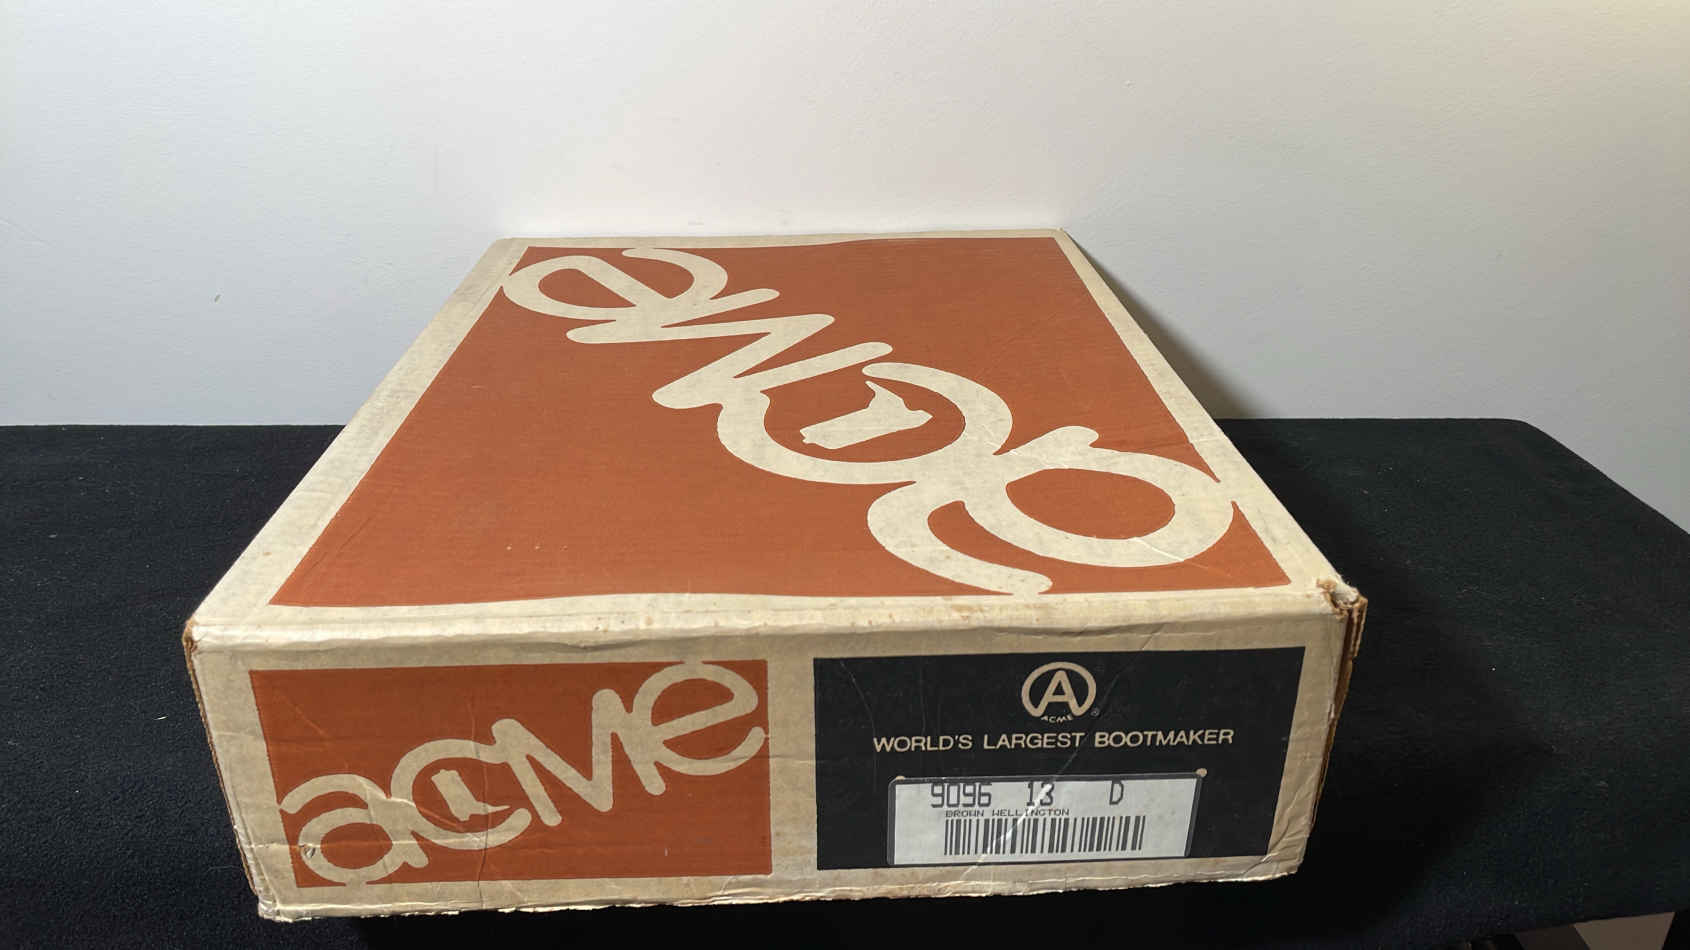 acme
acme
A
ACME ®
WORLD'S LARGEST BOOTMAKER
9096 13 D
BROWN WELLINGTON